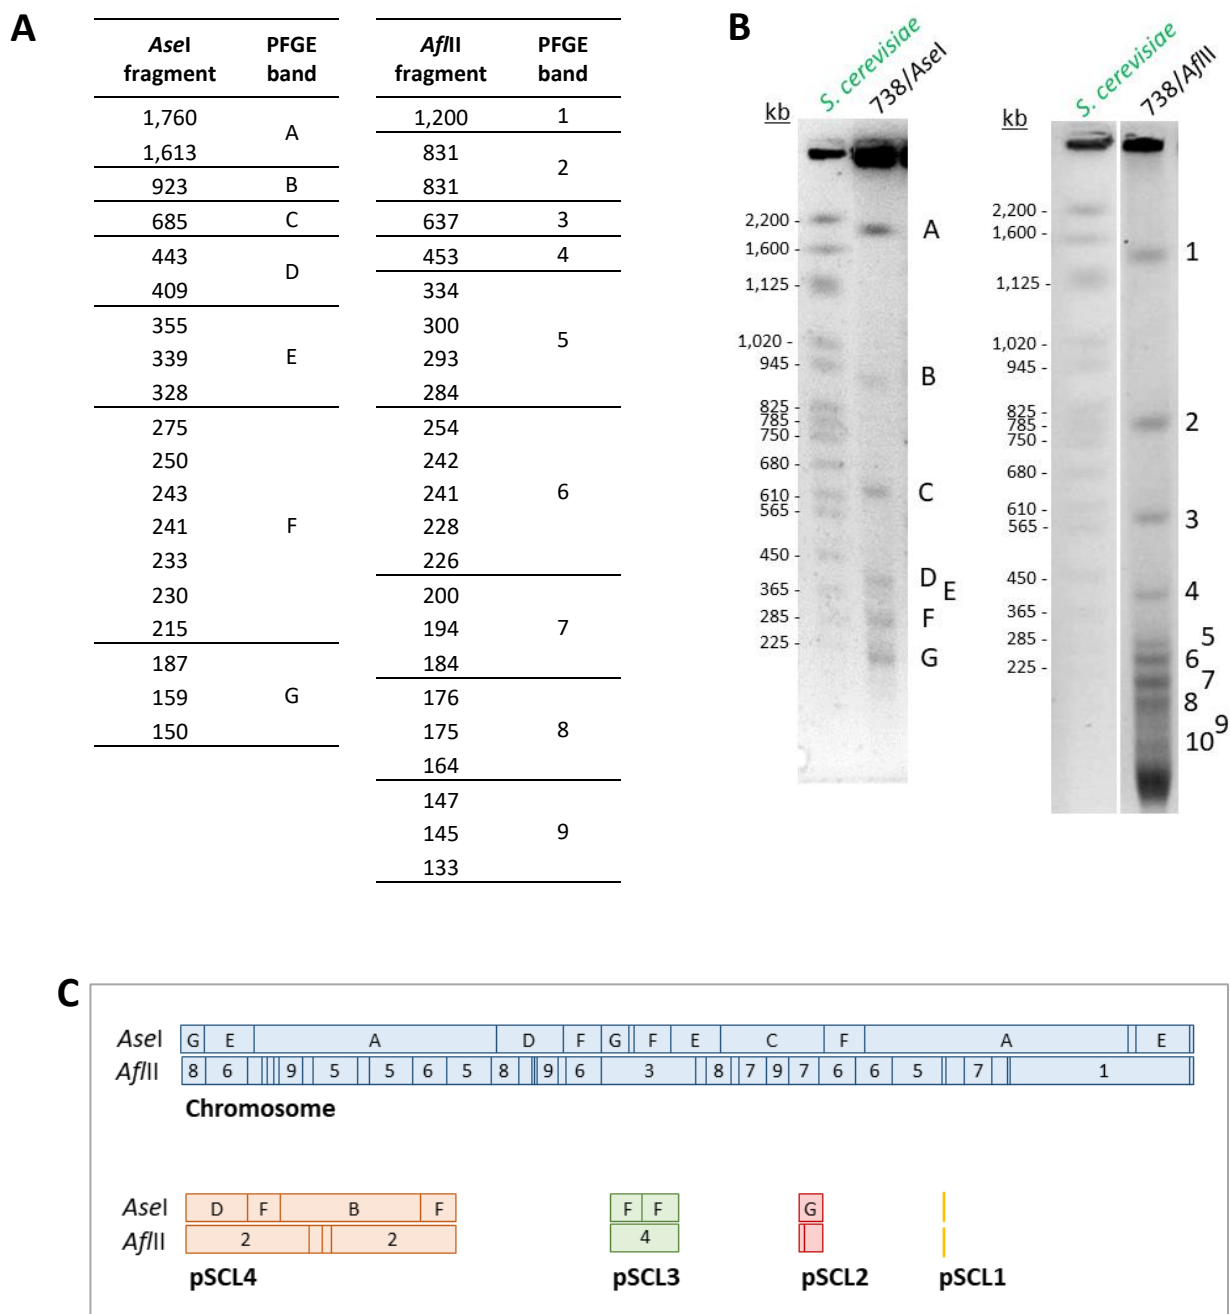 A
AseI fragment PFGE band
1,760 A
1,613
923 B
685 C
443 D
409
355 E
339
328
275 F
250
243
241
233
230
215
187 G
159
150
AflII fragment PFGE band
1,200 1
831 2
831
637 3
453 4
334 5
300
293
284
254 6
242
241
228
226
200 7
194
184
176 8
175
164
147 9
145
133
B
kb S. cerevisiae 738/AseI
2,200 - A
1,600 -
1,125 -
1,020 -
945 - B
825 -
785 -
750 -
680 -
610 - C
565 -
450 -
365 - D E
285 - F
225 - G
kb S. cerevisiae 738/AflII
2,200 -
1,600 - 1
1,125 -
1,020 -
945 -
825 - 2
785 -
750 -
680 -
610 - 3
565 -
450 - 4
365 -
285 - 5
225 - 6
7
8
9
10
C
AseI G E A D F G F E C F A E
AflII 8 6 9 5 5 6 5 8 9 6 3 8 7 9 7 6 6 5 7 1
Chromosome
AseI D F B F F F G
AflII 2 2 4
pSCL4 pSCL3 pSCL2 pSCL1